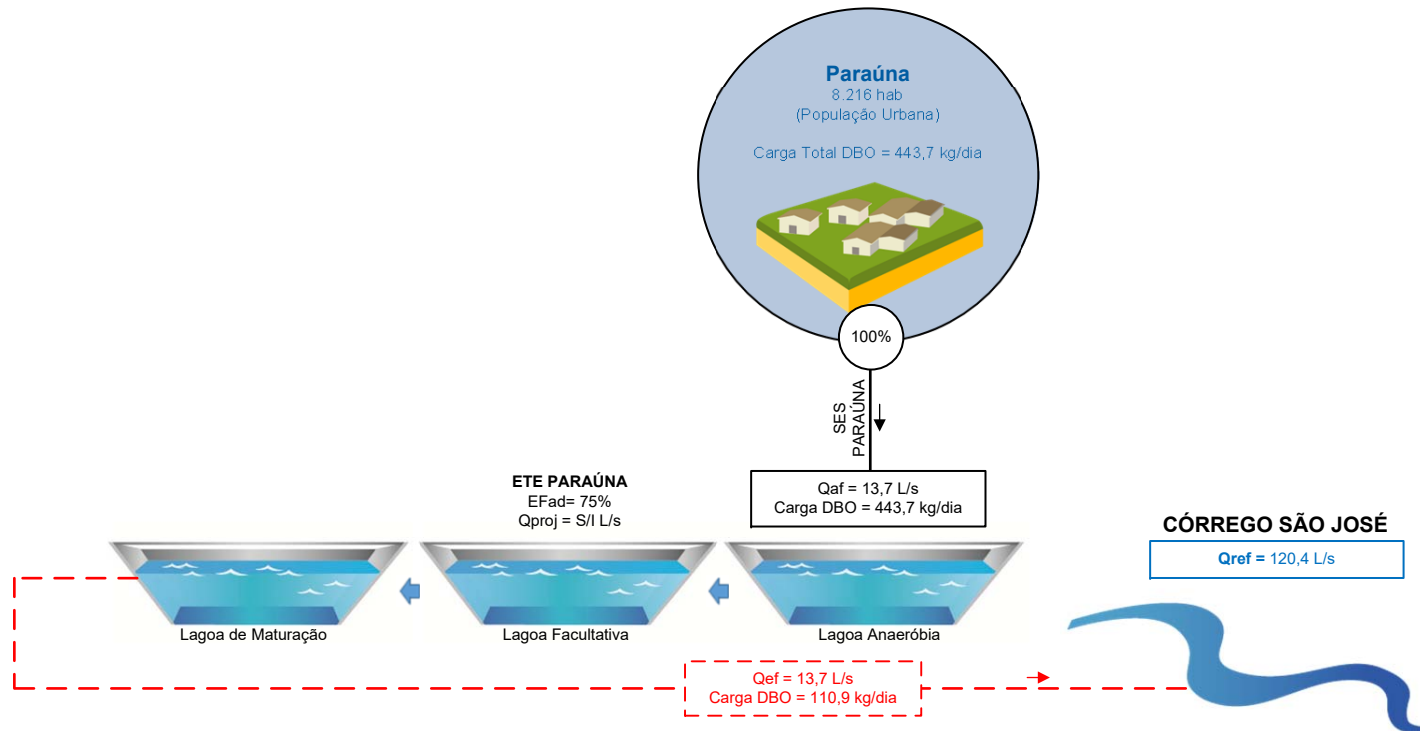 Paraúna
8.216 hab
(População Urbana)
Carga Total DBO = 443,7 kg/dia
100%
SES
PARAÚNA
Qaf = 13,7 L/s
Carga DBO = 443,7 kg/dia
ETE PARAÚNA
EFad= 75%
Qproj = S/I L/s
CÓRREGO SÃO JOSÉ
Qref = 120,4 L/s
Lagoa de Maturação
Lagoa Facultativa
Lagoa Anaeróbia
Qef = 13,7 L/s
Carga DBO = 110,9 kg/dia